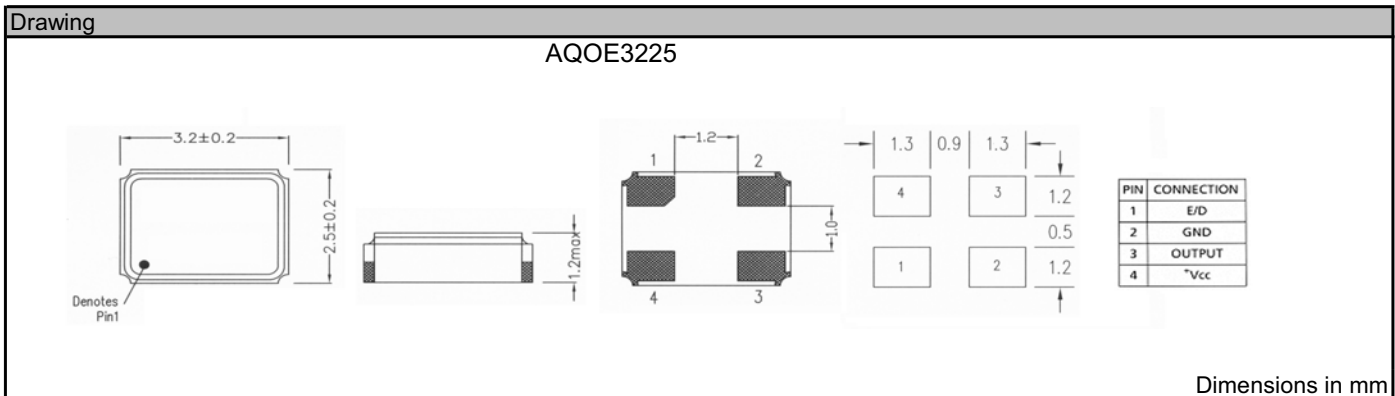 Drawing
AQOE3225
3.2±0.2
2.5±0.2
Denotes
Pin1
1.2max
1.2
1 2
1.0
4 3
1.3 0.9 1.3
4 3
1.2
0.5
1 2
1.2
PIN CONNECTION
1 E/D
2 GND
3 OUTPUT
4 +Vcc
Dimensions in mm